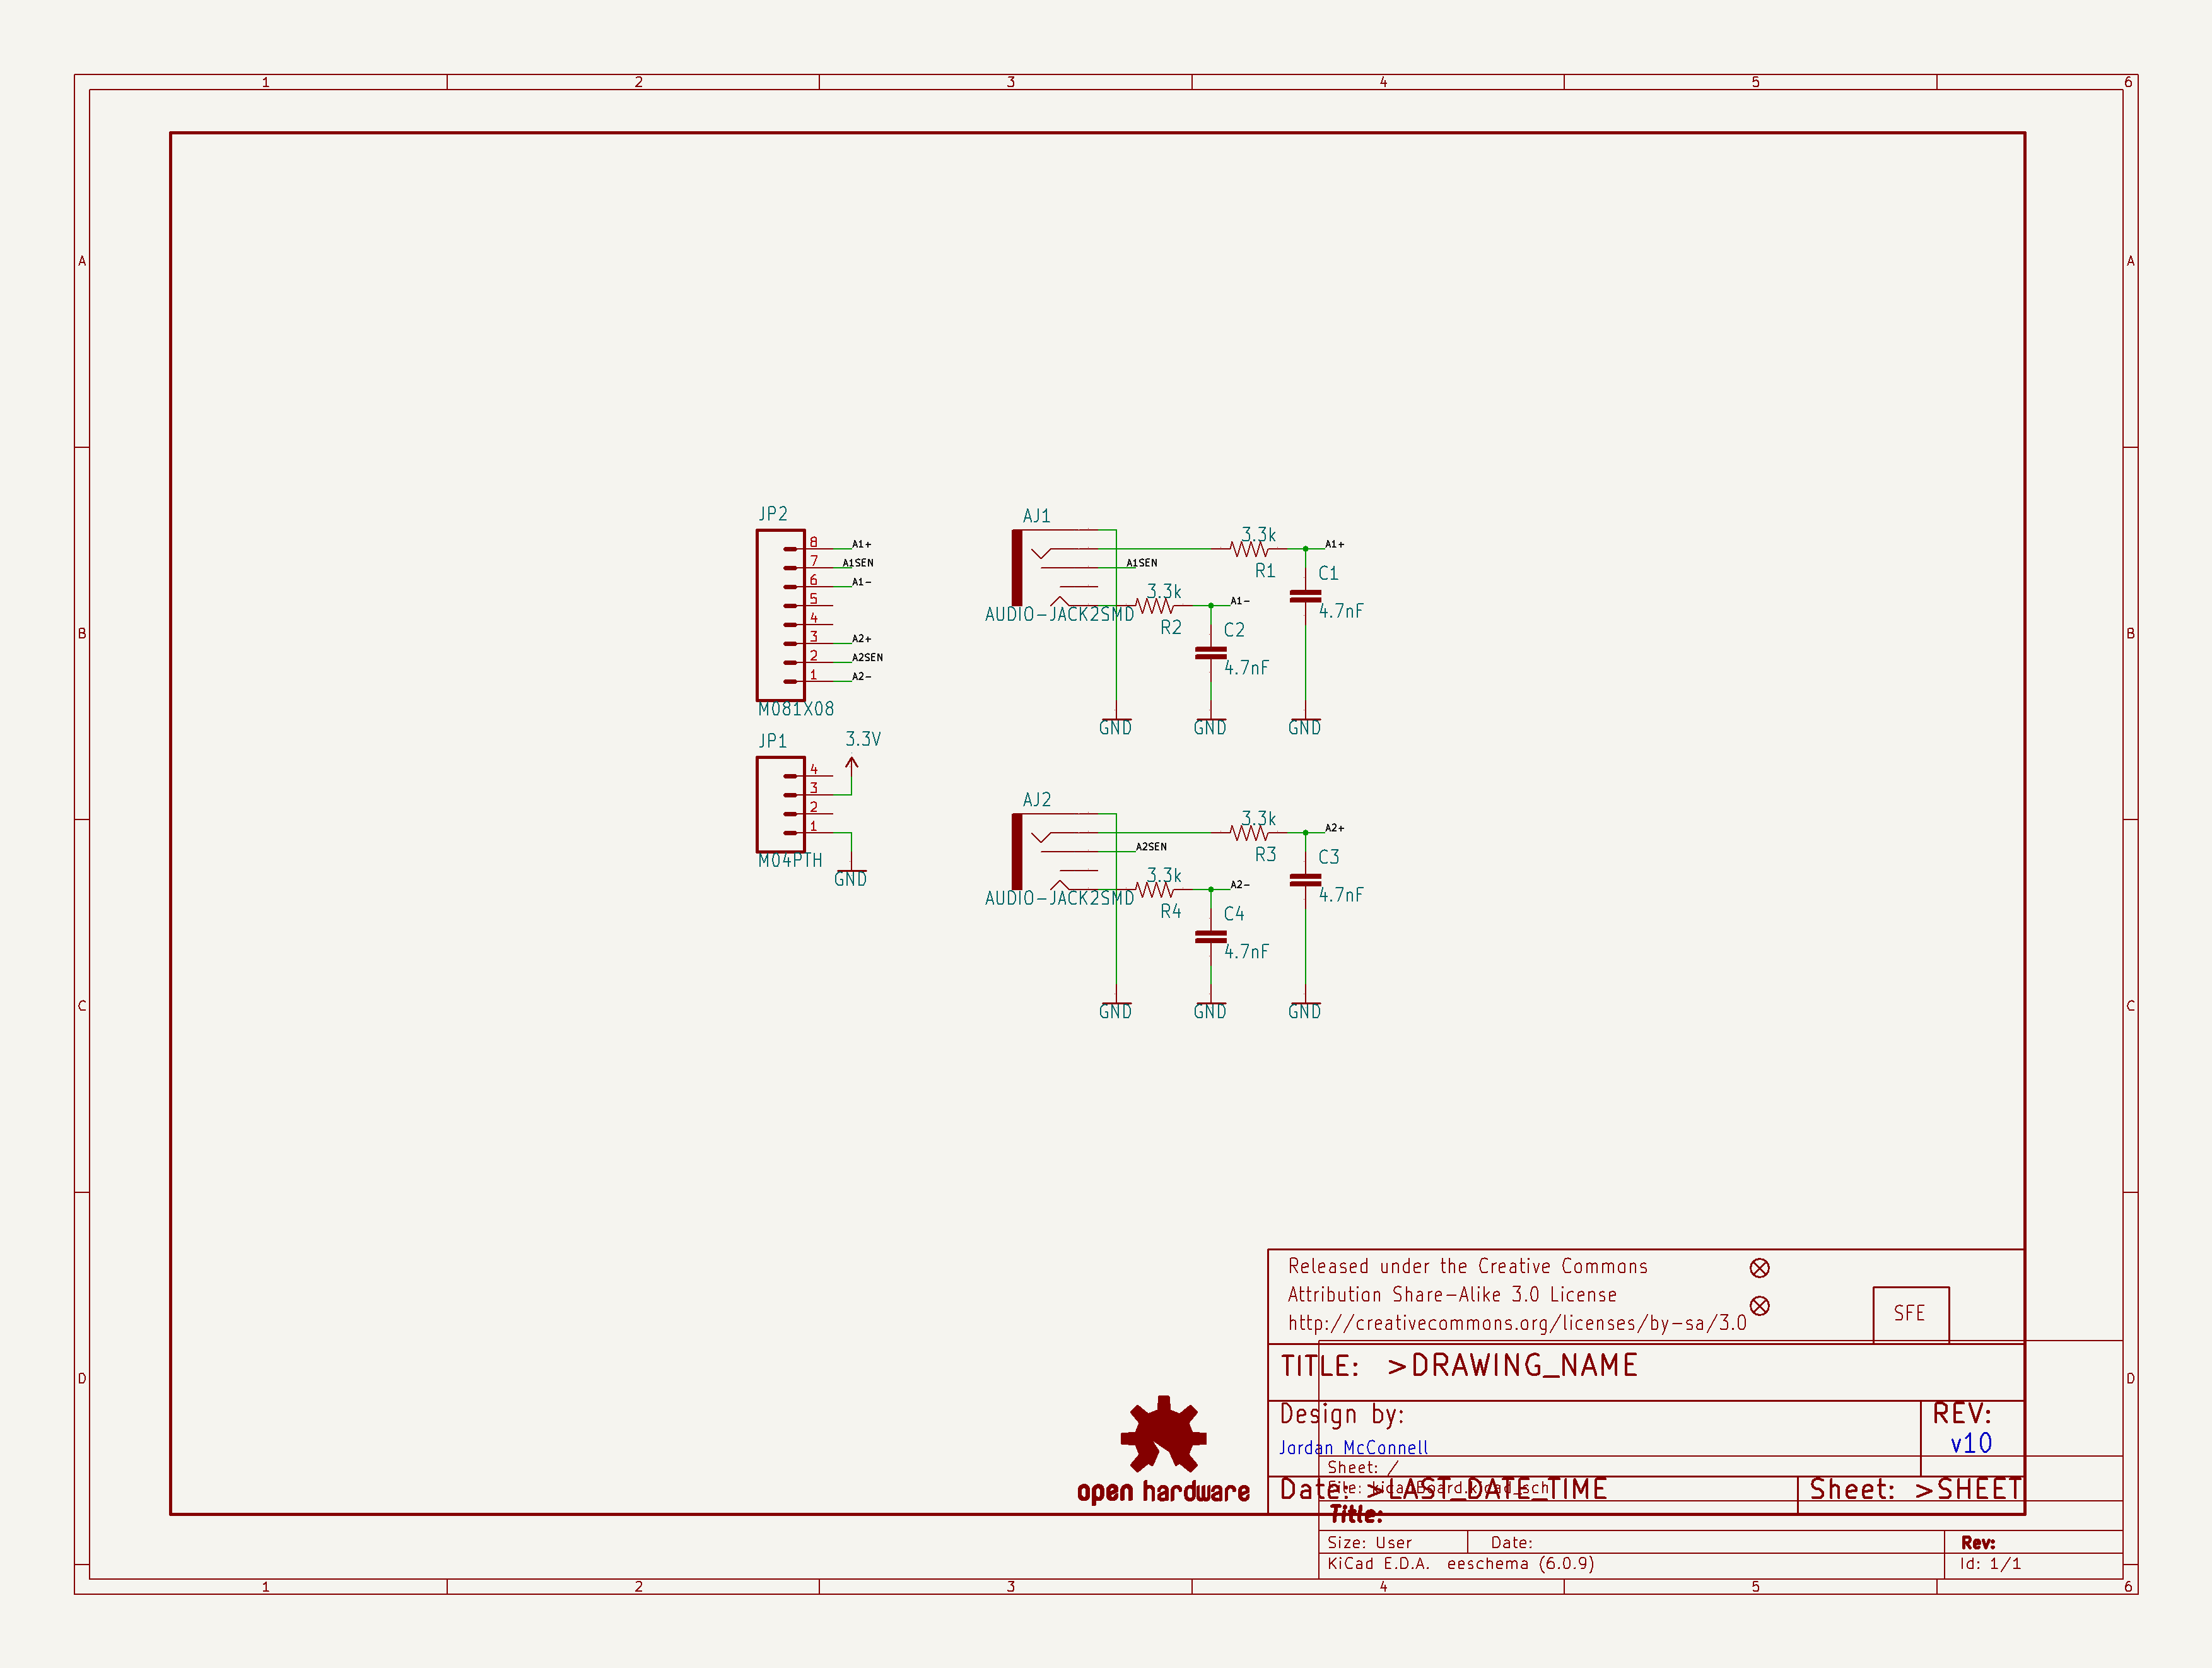 1 2 3 4 5 6
A A
B B
C C
D D
JP2
8 A1+
7 A1SEN
6 A1-
5
4
3 A2+
2 A2SEN
1 A2-
M081X08
JP1
3.3V
4
3
2
1
M04PTH
GND
AJ1
3.3k
A1+
R1
C1
A1SEN
3.3k
A1-
AUDIO-JACK2SMD
4.7nF
R2
C2
4.7nF
GND GND GND
AJ2
3.3k
A2+
R3
C3
A2SEN
3.3k
A2-
AUDIO-JACK2SMD
4.7nF
R4
C4
4.7nF
GND GND GND
Released under the Creative Commons
Attribution Share-Alike 3.0 License
http://creativecommons.org/licenses/by-sa/3.0
SFE
TITLE: >DRAWING_NAME
Design by:
REV:
Jordan McConnell
v10
Sheet: /
File: kicadBoard.kicad_sch
Date: >LAST_DATE_TIME
Sheet: >SHEET
Title:
Size: User Date: Rev:
KiCad E.D.A. eeschema (6.0.9) Id: 1/1
open hardware
1 2 3 4 5 6